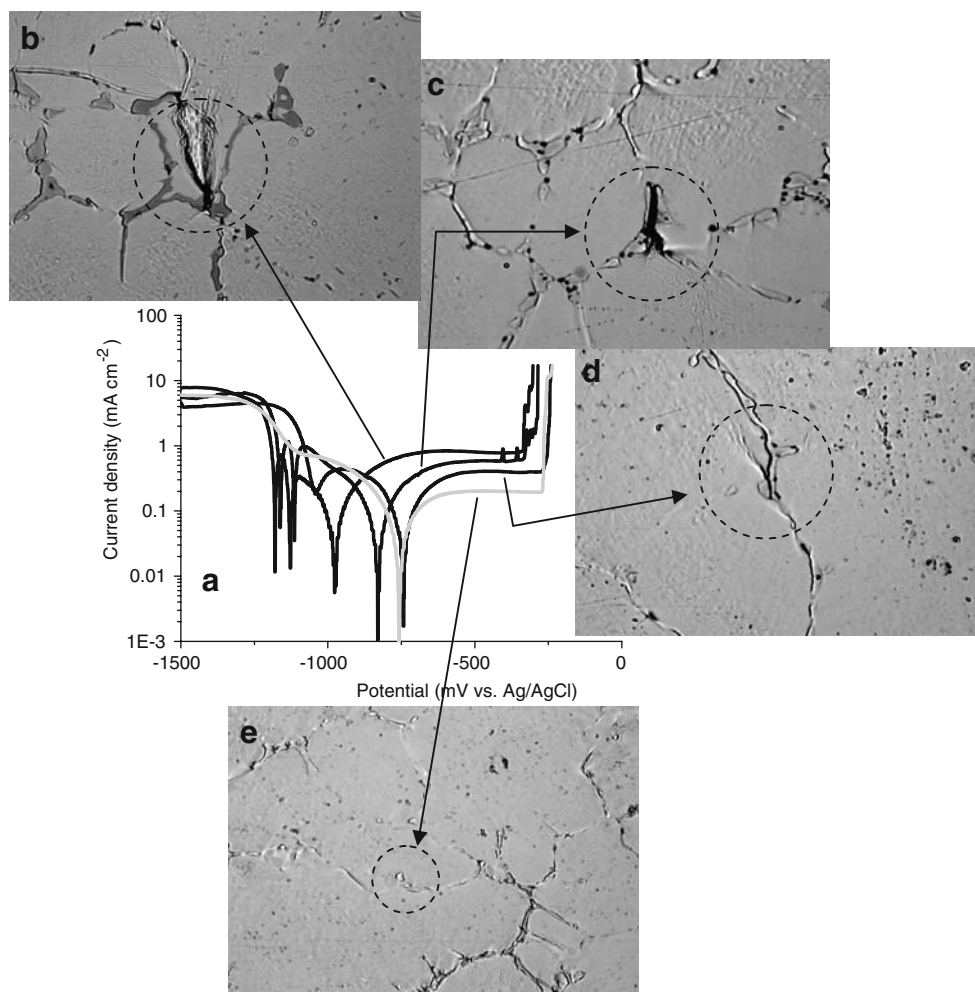 b
c
d
100
10
1
0.1
0.01
1E-3
Current density (mA cm⁻²)
a
-1500
-1000
-500
0
Potential (mV vs. Ag/AgCl)
e